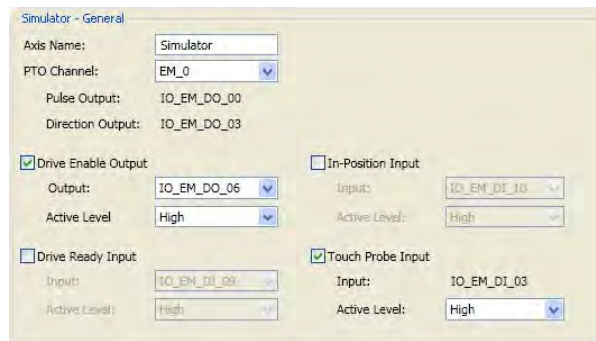 Simulator - General
Axis Name: Simulator
PTO Channel: EM_0
Pulse Output: IO_EM_DO_00
Direction Output: IO_EM_DO_03
Drive Enable Output
Output: IO_EM_DO_06
Active Level High
In-Position Input
Input: IO_EM_DI_10
Active Level: High
Drive Ready Input
Input: IO_EM_DI_09
Active Level: High
Touch Probe Input
Input: IO_EM_DI_03
Active Level: High